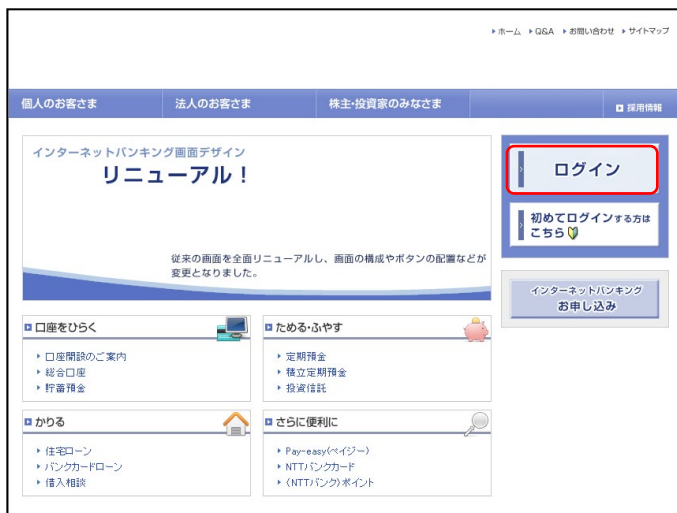 ホーム Q&A お問い合わせ サイトマップ
個人のお客さま 法人のお客さま 株主・投資家のみなさま 採用情報
インターネットバンキング画面デザイン
リニューアル！
従来の画面を全面リニューアルし、画面の構成やボタンの配置などが
変更となりました。
ログイン
初めてログインする方は
こちら
インターネットバンキング
お申し込み
口座をひらく
口座開設のご案内
総合口座
貯蓄預金
ためる・ふやす
定期預金
積立定期預金
投資信託
かりる
住宅ローン
バンクカードローン
借入相談
さらに便利に
Pay-easy(ペイジー)
NTTバンクカード
〈NTTバンク〉ポイント